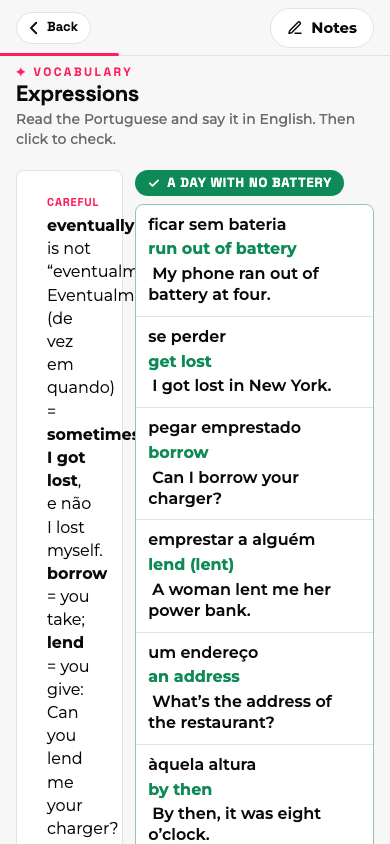 Back
Notes
✦ VOCABULARY
Expressions
Read the Portuguese and say it in English. Then
click to check.
CAREFUL
eventually
is not
“eventualm
Eventualm
(de
vez
em
quando)
=
sometimes
I got
lost,
e não
I lost
myself.
borrow
= you
take;
lend
= you
give:
Can
you
lend
me
your
charger?
✓ A DAY WITH NO BATTERY
ficar sem bateria
run out of battery
My phone ran out of
battery at four.
se perder
get lost
I got lost in New York.
pegar emprestado
borrow
Can I borrow your
charger?
emprestar a alguém
lend (lent)
A woman lent me her
power bank.
um endereço
an address
What’s the address of
the restaurant?
àquela altura
by then
By then, it was eight
o’clock.